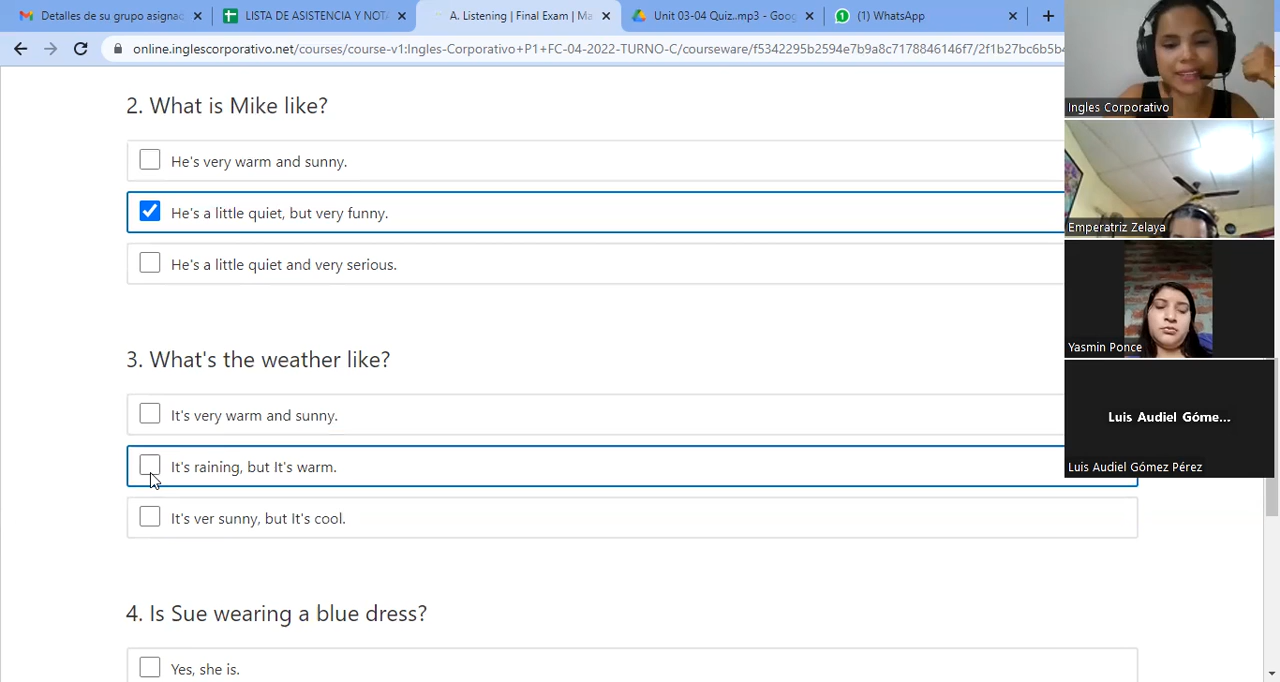 Detalles de su grupo asigna
LISTA DE ASISTENCIA Y NOT
A. Listening | Final Exam | Ma
Unit 03-04 Quiz..mp3 - Goog
(1) WhatsApp
online.inglescorporativo.net/courses/course-v1:Ingles-Corporativo+P1+FC-04-2022-TURNO-C/courseware/f5342295b2594e7b9a8c7178846146f7/2f1b27bc6b5b4
Ingles Corporativo
2. What is Mike like?
He's very warm and sunny.
He's a little quiet, but very funny.
Emperatriz Zelaya
He's a little quiet and very serious.
Yasmin Ponce
3. What's the weather like?
It's very warm and sunny.
Luis Audiel Góme...
It's raining, but It's warm.
Luis Audiel Gómez Pérez
It's ver sunny, but It's cool.
4. Is Sue wearing a blue dress?
Yes, she is.